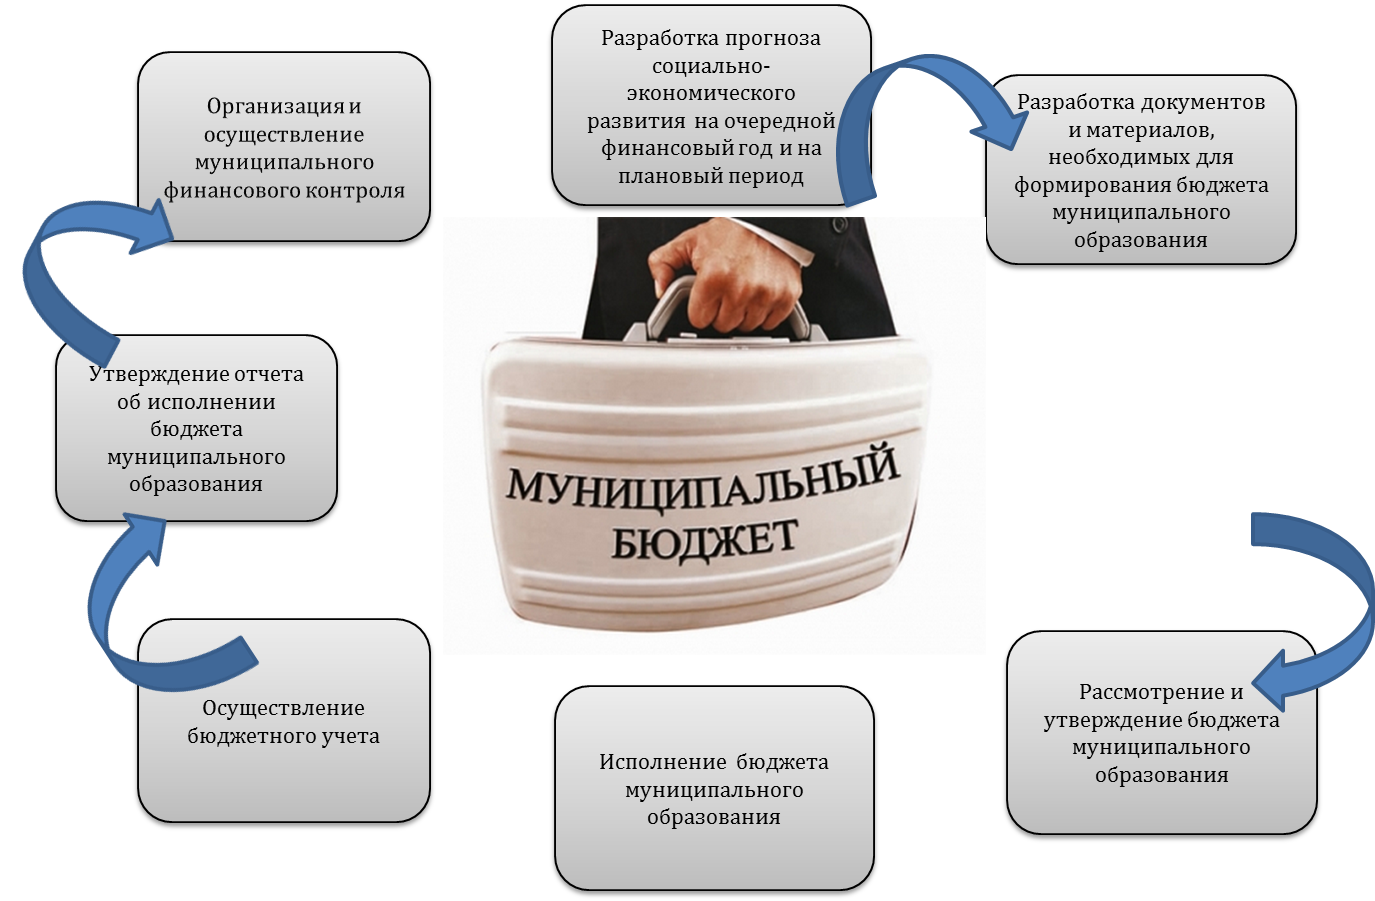 Разработка прогноза
социально-
экономического
развития на очередной
финансовый год и на
плановый период
Разработка документов
и материалов,
необходимых для
формирования бюджета
муниципального
образования
Рассмотрение и
утверждение бюджета
муниципального
образования
Исполнение бюджета
муниципального
образования
Осуществление
бюджетного учета
Утверждение отчета
об исполнении
бюджета
муниципального
образования
Организация и
осуществление
муниципального
финансового контроля
МУНИЦИПАЛЬНЫЙ
БЮДЖЕТ